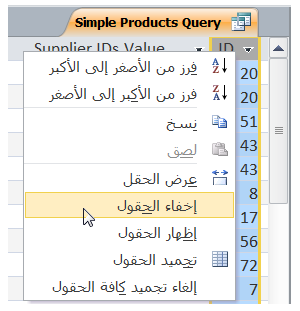 Simple Products Query
Supplier IDs.Value ID
فرز من الأصغر إلى الأكبر
فرز من الأكبر إلى الأصغر
نسخ
لصق
عرض الحقل
إخفاء الحقول
إظهار الحقول
تجميد الحقول
إلغاء تجميد كافة الحقول
20
20
51
43
43
8
17
56
72
7